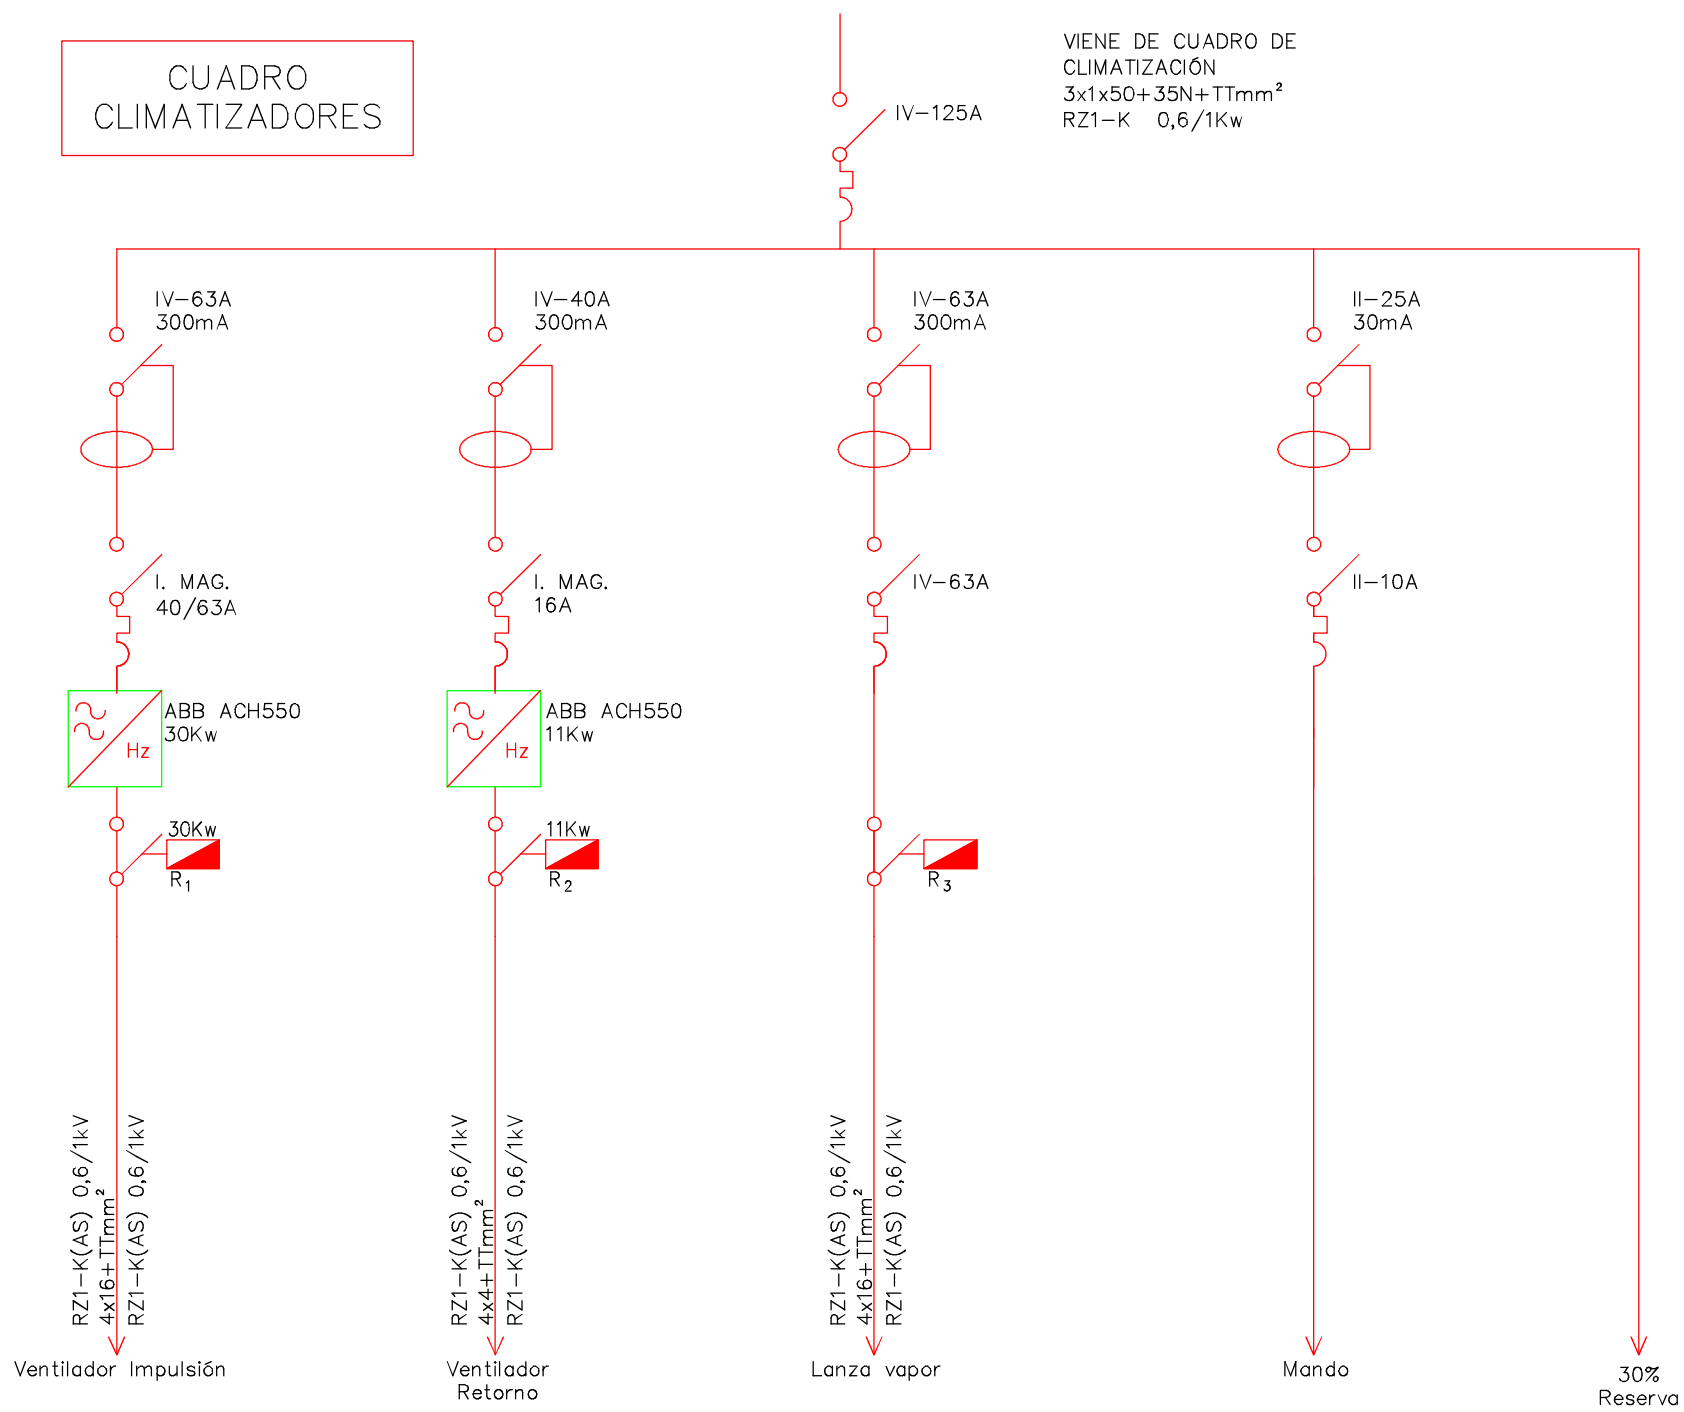 CUADRO
CLIMATIZADORES
IV-125A
VIENE DE CUADRO DE
CLIMATIZACIÓN
3x1x50+35N+TTmm²
RZ1-K 0,6/1Kw
IV-63A
300mA
IV-40A
300mA
IV-63A
300mA
II-25A
30mA
I. MAG.
40/63A
I. MAG.
16A
IV-63A
II-10A
ABB ACH550
30Kw
Hz
ABB ACH550
11Kw
Hz
30Kw
R₁
11Kw
R₂
R₃
RZ1-K(AS) 0,6/1kV
4x16+TTmm²
RZ1-K(AS) 0,6/1kV
RZ1-K(AS) 0,6/1kV
4x4+TTmm²
RZ1-K(AS) 0,6/1kV
RZ1-K(AS) 0,6/1kV
4x16+TTmm²
RZ1-K(AS) 0,6/1kV
Ventilador Impulsión
Ventilador
Retorno
Lanza vapor
Mando
30%
Reserva